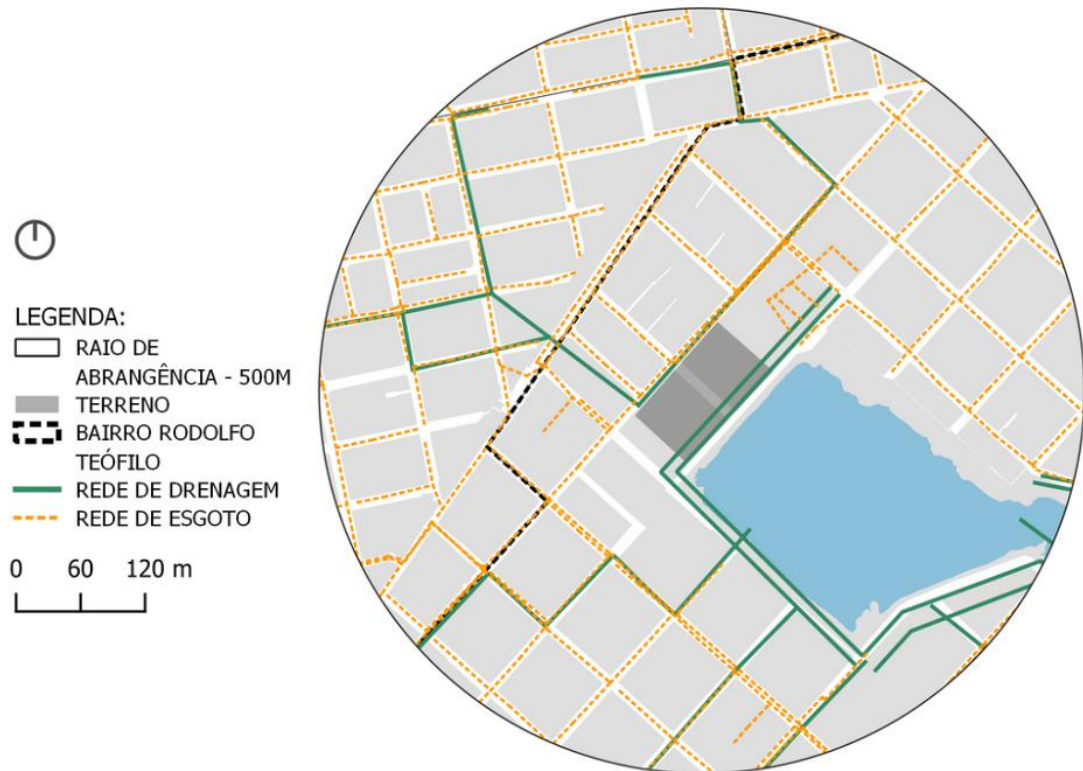 LEGENDA:
RAIO DE
ABRANGÊNCIA - 500M
TERRENO
BAIRRO RODOLFO
TEÓFILO
REDE DE DRENAGEM
REDE DE ESGOTO
0 60 120 m